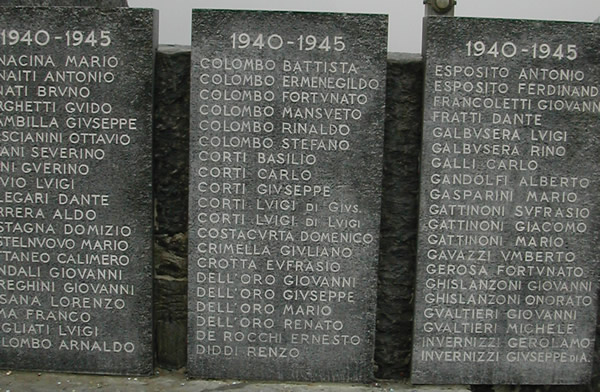 1940-1945
NACINA MARIO
NAITI ANTONIO
NATI BRVNO
RGHETTI GVIDO
AMBILLA GIVSEPPE
SCIANINI OTTAVIO
ANI SEVERINO
NI GVERINO
VIO LVIGI
LEGARI DANTE
RRERA ALDO
STAGNA DOMIZIO
STELNVOVO MARIO
TTANEO CALIMERO
NDALI GIOVANNI
REGHINI GIOVANNI
SANA LORENZO
MA FRANCO
GLIATI LVIGI
LOMBO ARNALDO
1940-1945
COLOMBO BATTISTA
COLOMBO ERMENEGILDO
COLOMBO FORTVNATO
COLOMBO MANSVETO
COLOMBO RINALDO
COLOMBO STEFANO
CORTI BASILIO
CORTI CARLO
CORTI GIVSEPPE
CORTI LVIGI DI GIVS.
CORTI LVIGI DI LVIGI
COSTACVRTA DOMENICO
CRIMELLA GIVLIANO
CROTTA EVFRASIO
DELL'ORO GIOVANNI
DELL'ORO GIVSEPPE
DELL'ORO MARIO
DELL'ORO RENATO
DE ROCCHI ERNESTO
DIDDI RENZO
1940-1945
ESPOSITO ANTONIO
ESPOSITO FERDINAND
FRANCOLETTI GIOVANN
FRATTI DANTE
GALBVSERA LVIGI
GALBVSERA RINO
GALLI CARLO
GANDOLFI ALBERTO
GASPARINI MARIO
GATTINONI SVFRASIO
GATTINONI GIACOMO
GATTINONI MARIO
GAVAZZI VMBERTO
GEROSA FORTVNATO
GHISLANZONI GIOVANNI
GHISLANZONI ONORATO
GVALTIERI GIOVANNI
GVALTIERI MICHELE
INVERNIZZI GEROLAMO
INVERNIZZI GIVSEPPE DI A.